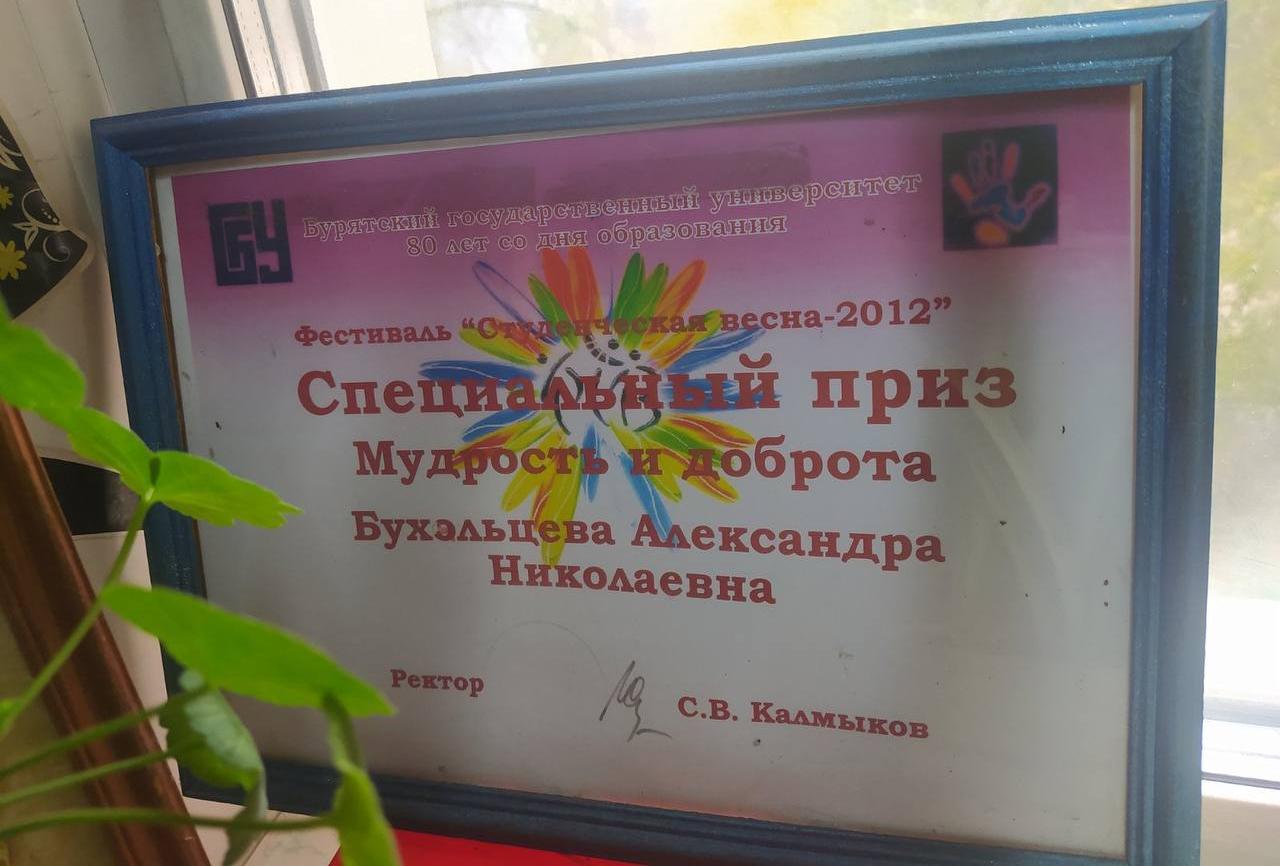 БГУ
Бурятский государственный университет
80 лет со дня образования
Фестиваль “Студенческая весна-2012”
Специальный приз
Мудрость и доброта
Бухэльцева Александра
Николаевна
Ректор
С.В. Калмыков